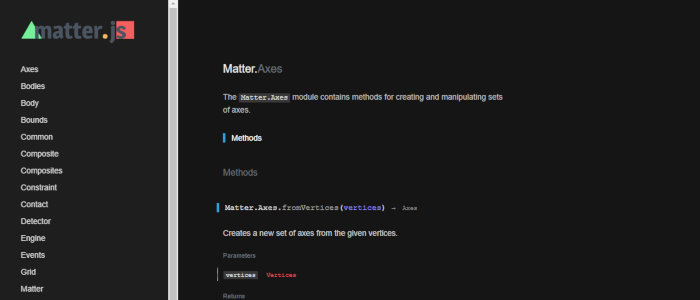 matter.js
Axes
Bodies
Body
Bounds
Common
Composite
Composites
Constraint
Contact
Detector
Engine
Events
Grid
Matter
Matter.Axes
The Matter.Axes module contains methods for creating and manipulating sets
of axes.
Methods
Methods
Matter.Axes.fromVertices(vertices) → Axes
Creates a new set of axes from the given vertices.
Parameters
vertices Vertices
Returns